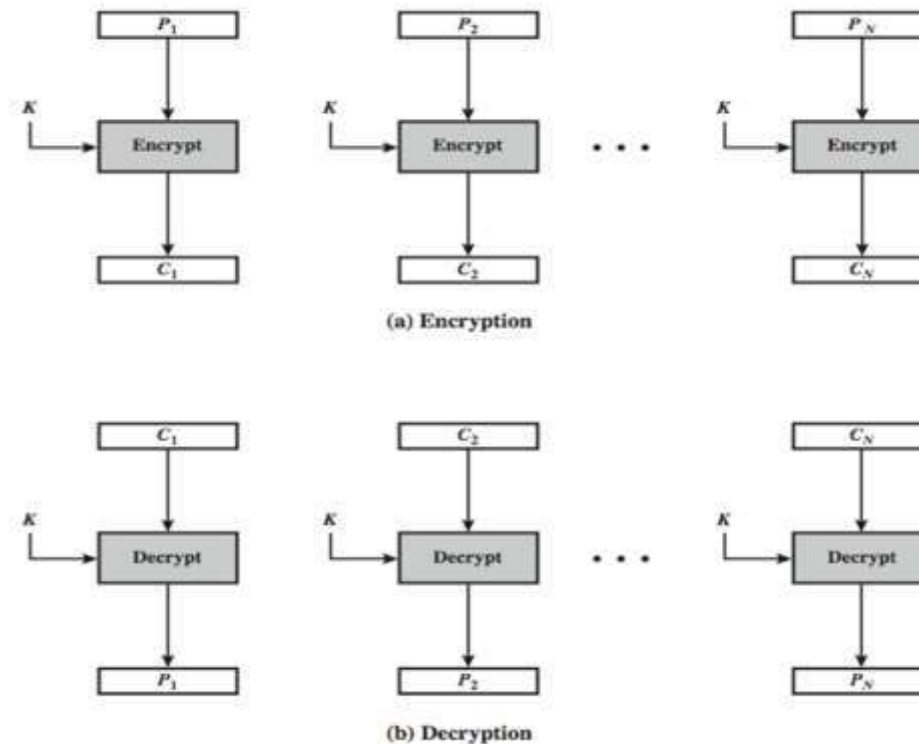 P1 P2 PN
K K K
Encrypt Encrypt • • • Encrypt
C1 C2 CN
(a) Encryption
C1 C2 CN
K K K
Decrypt Decrypt • • • Decrypt
P1 P2 PN
(b) Decryption